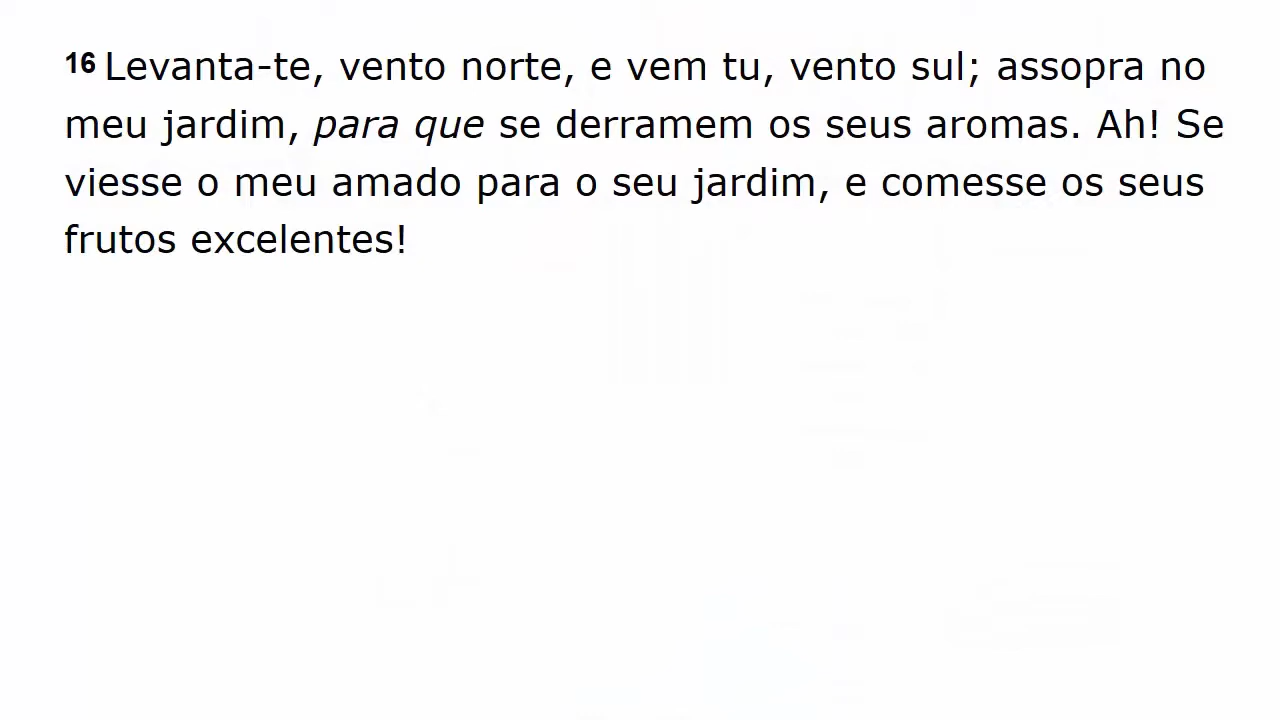 16 Levanta-te, vento norte, e vem tu, vento sul; assopra no
meu jardim, para que se derramem os seus aromas. Ah! Se
viesse o meu amado para o seu jardim, e comesse os seus
frutos excelentes!